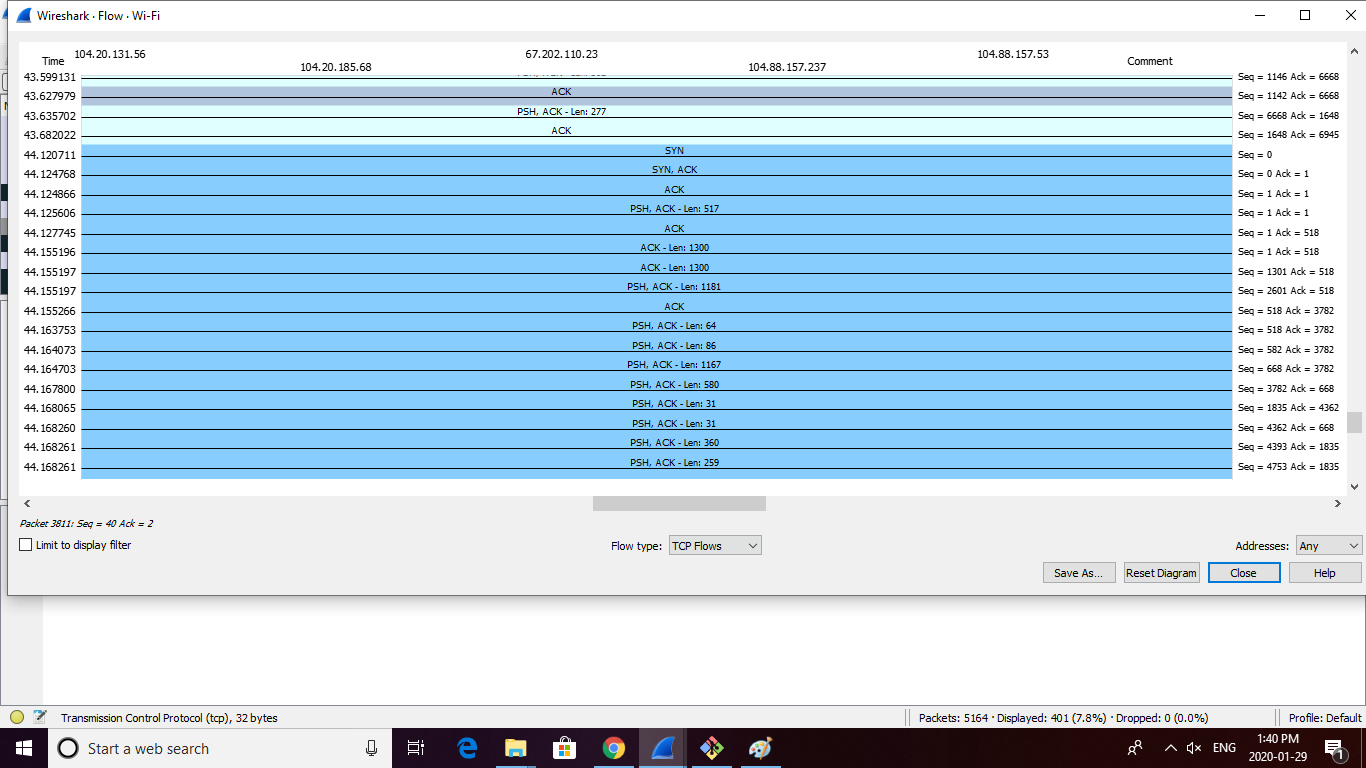 Wireshark · Flow · Wi-Fi
104.20.131.56 67.202.110.23 104.88.157.53
Time 104.20.185.68 104.88.157.237 Comment
43.599131 Seq = 1146 Ack = 6668
43.627979 ACK Seq = 1142 Ack = 6668
43.635702 PSH, ACK - Len: 277 Seq = 6668 Ack = 1648
43.682022 ACK Seq = 1648 Ack = 6945
44.120711 SYN Seq = 0
44.124768 SYN, ACK Seq = 0 Ack = 1
44.124866 ACK Seq = 1 Ack = 1
44.125606 PSH, ACK - Len: 517 Seq = 1 Ack = 1
44.127745 ACK Seq = 1 Ack = 518
44.155196 ACK - Len: 1300 Seq = 1 Ack = 518
44.155197 ACK - Len: 1300 Seq = 1301 Ack = 518
44.155197 PSH, ACK - Len: 1181 Seq = 2601 Ack = 518
44.155266 ACK Seq = 518 Ack = 3782
44.163753 PSH, ACK - Len: 64 Seq = 518 Ack = 3782
44.164073 PSH, ACK - Len: 86 Seq = 582 Ack = 3782
44.164703 PSH, ACK - Len: 1167 Seq = 668 Ack = 3782
44.167800 PSH, ACK - Len: 580 Seq = 3782 Ack = 668
44.168065 PSH, ACK - Len: 31 Seq = 1835 Ack = 4362
44.168260 PSH, ACK - Len: 31 Seq = 4362 Ack = 668
44.168261 PSH, ACK - Len: 360 Seq = 4393 Ack = 1835
44.168261 PSH, ACK - Len: 259 Seq = 4753 Ack = 1835
Packet 3811: Seq = 40 Ack = 2
Limit to display filter Flow type: TCP Flows Addresses: Any
Save As... Reset Diagram Close Help
Transmission Control Protocol (tcp), 32 bytes Packets: 5164 · Displayed: 401 (7.8%) · Dropped: 0 (0.0%) Profile: Default
Start a web search ENG 1:40 PM
2020-01-29 1